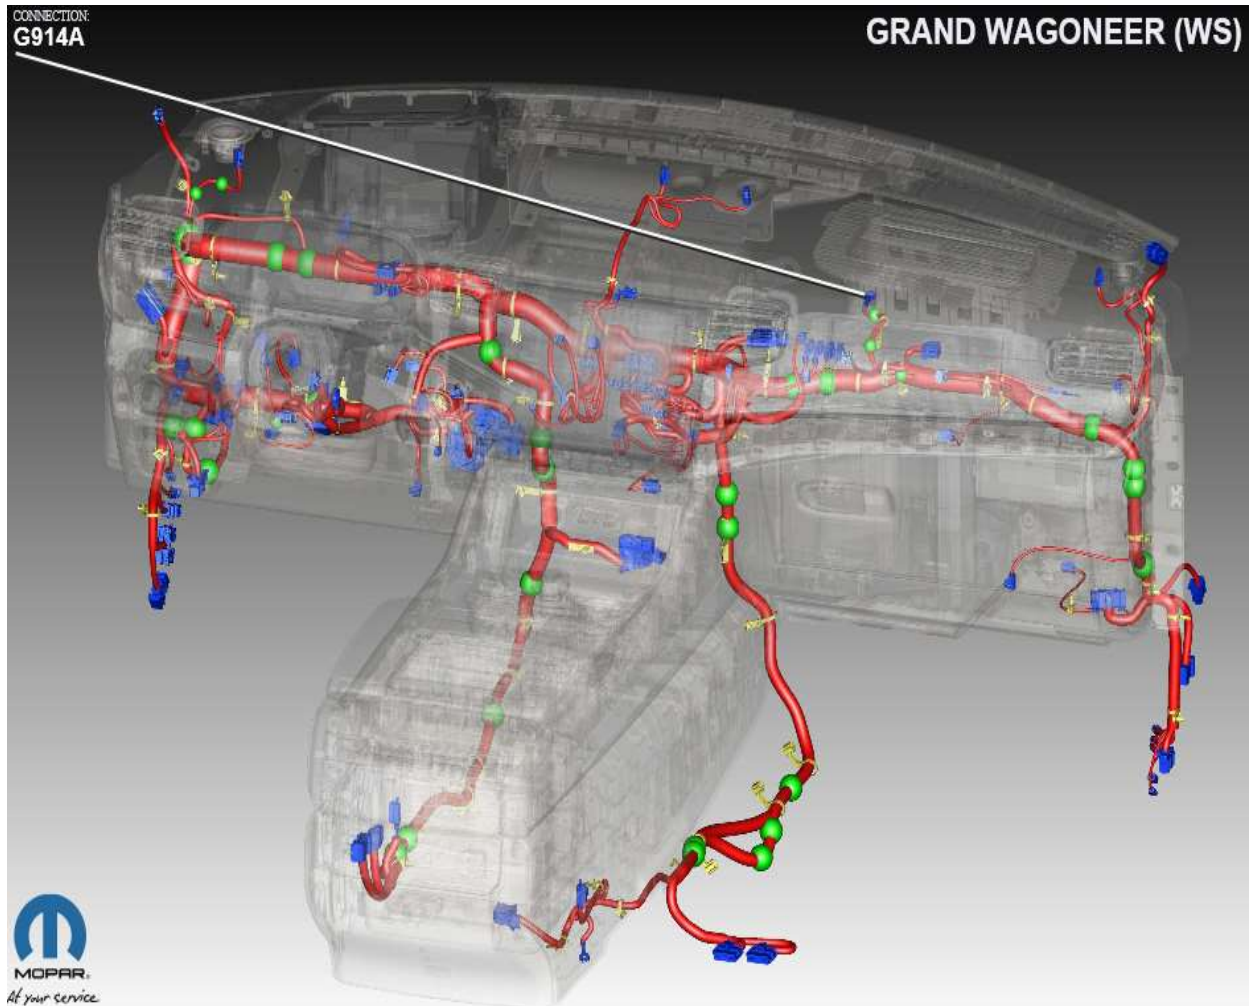 CONNECTION:
G914A
GRAND WAGONEER (WS)
MOPAR®
At your service